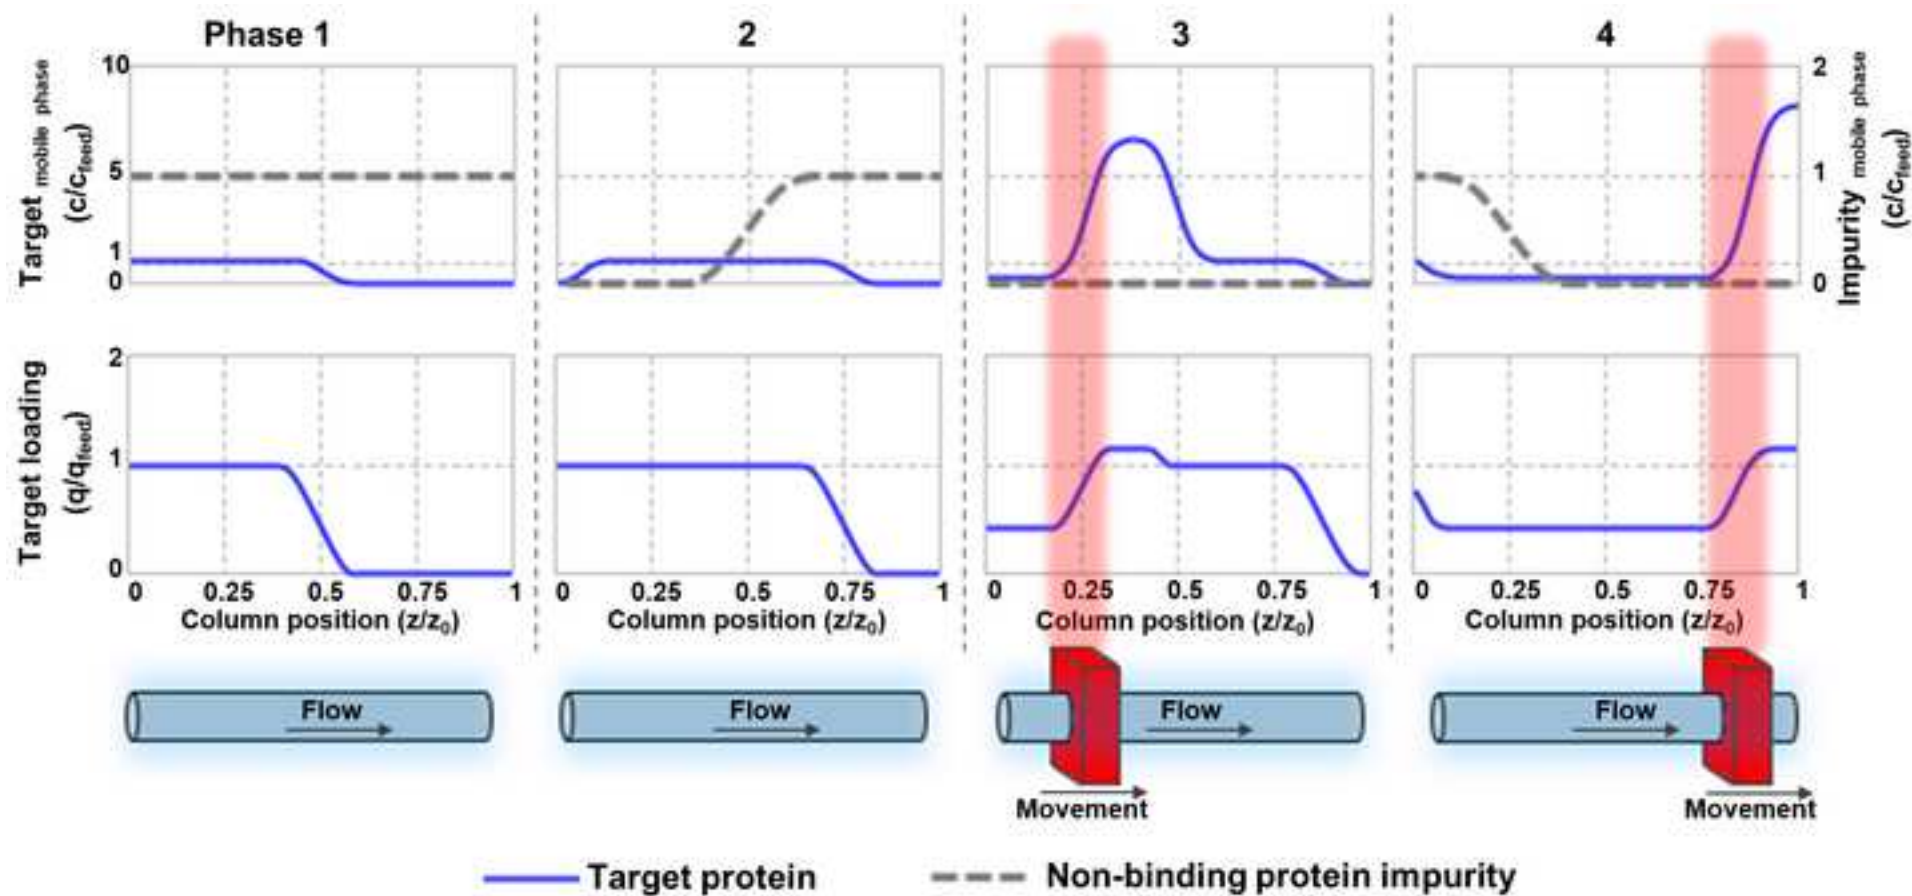 Phase 1
2
3
4
Target mobile phase
(c/cfeed)
10
5
1
0
2
1
0
Impurity mobile phase
(c/cfeed)
Target loading
(q/qfeed)
2
1
0
0 0.25 0.5 0.75 1
Column position (z/z0)
0 0.25 0.5 0.75 1
Column position (z/z0)
0 0.25 0.5 0.75 1
Column position (z/z0)
0 0.25 0.5 0.75 1
Column position (z/z0)
Flow
Flow
Flow
Flow
Movement
Movement
Target protein
Non-binding protein impurity